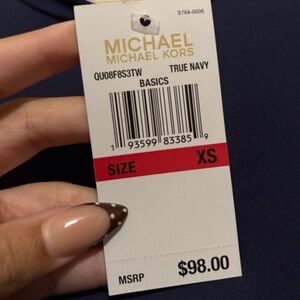 S764-0006
MICHAEL
MICHAEL KORS
QU08F8S3TW TRUE NAVY
BASICS
1 93599 83385 9
SIZE XS
MSRP $98.00